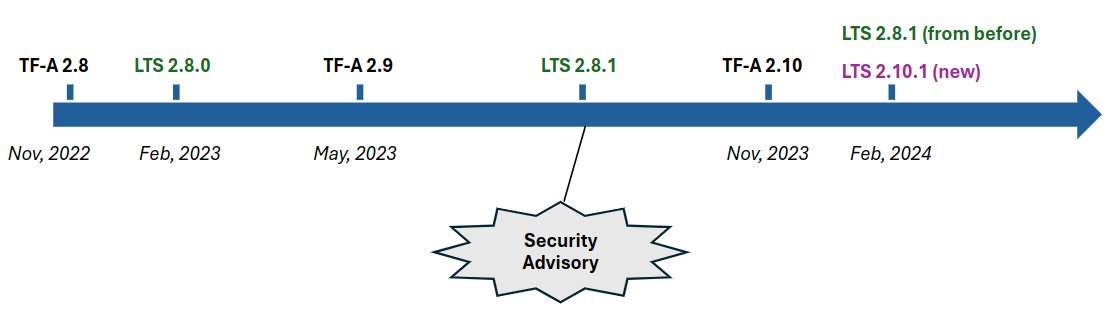 LTS 2.8.1 (from before)
TF-A 2.8
LTS 2.8.0
TF-A 2.9
LTS 2.8.1
TF-A 2.10
LTS 2.10.1 (new)
Nov, 2022
Feb, 2023
May, 2023
Nov, 2023
Feb, 2024
Security
Advisory